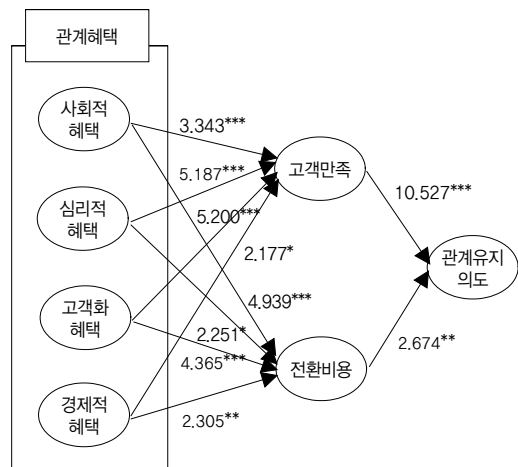 관계혜택
사회적
혜택
심리적
혜택
고객화
혜택
경제적
혜택
3.343***
5.187***
5.200***
2.177*
4.939***
2.251*
4.365***
2.305**
고객만족
전환비용
10.527***
2.674**
관계유지
의도